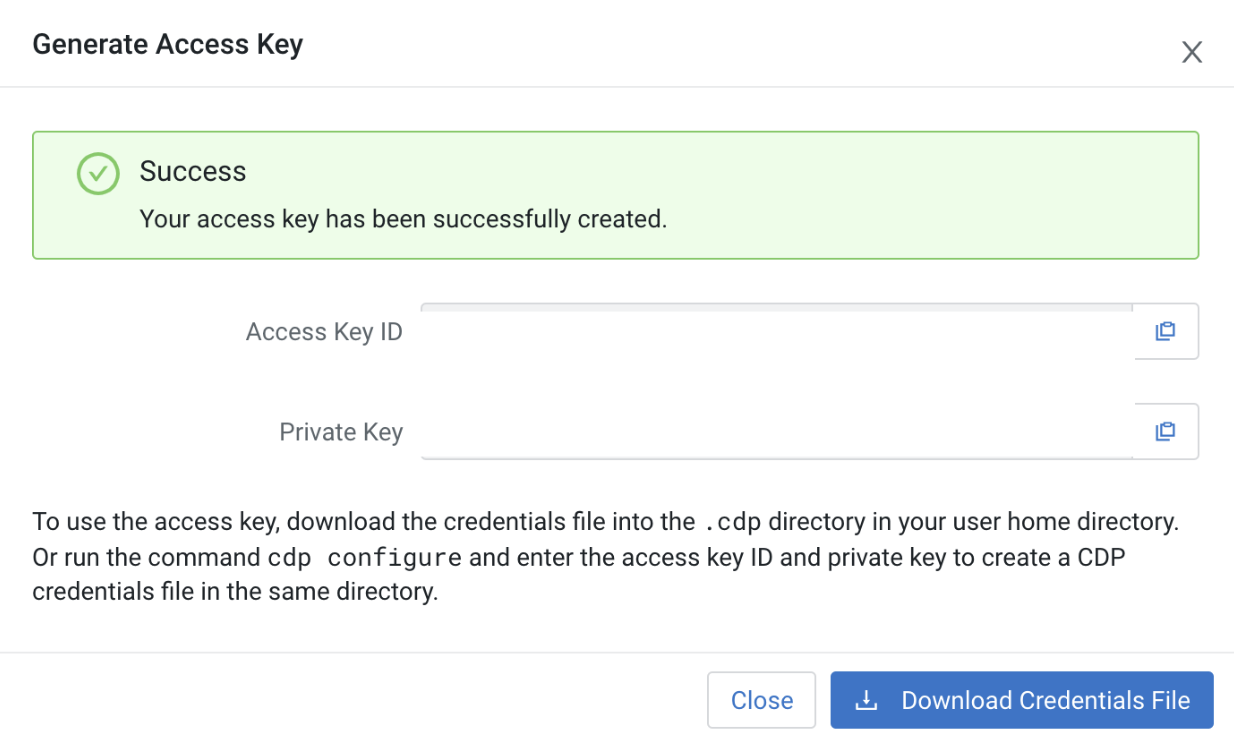 Generate Access Key
Success
Your access key has been successfully created.
Access Key ID
Private Key
To use the access key, download the credentials file into the .cdp directory in your user home directory.
Or run the command cdp configure and enter the access key ID and private key to create a CDP
credentials file in the same directory.
Close
Download Credentials File